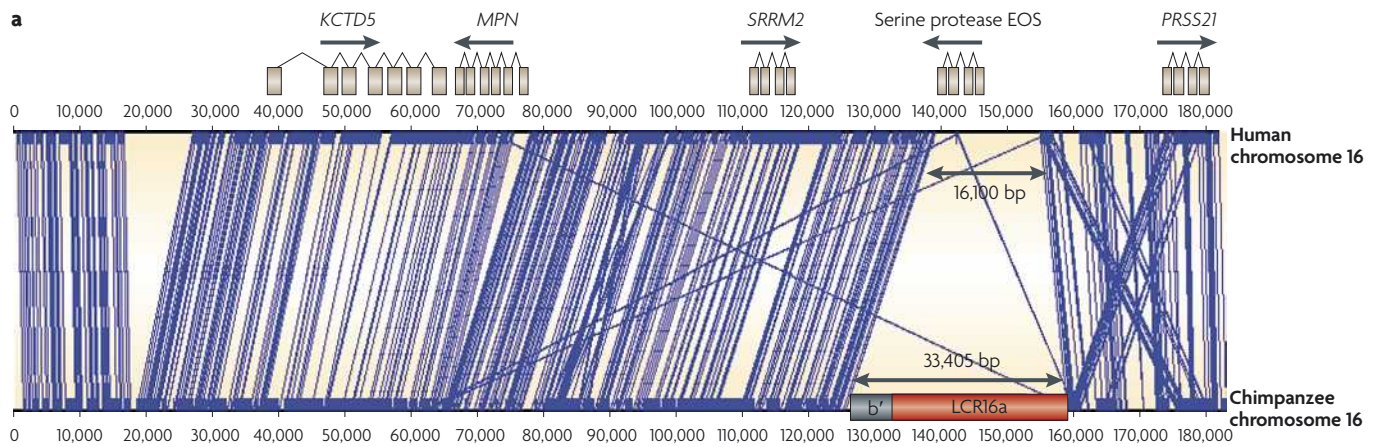 a
KCTD5 MPN SRRM2 Serine protease EOS PRSS21
0 10,000 20,000 30,000 40,000 50,000 60,000 70,000 80,000 90,000 100,000 110,000 120,000 130,000 140,000 150,000 160,000 170,000 180,000
Human
chromosome 16
16,100 bp
33,405 bp
b′ LCR16a
Chimpanzee
chromosome 16
0 10,000 20,000 30,000 40,000 50,000 60,000 70,000 80,000 90,000 100,000 110,000 120,000 130,000 140,000 150,000 160,000 170,000 180,000